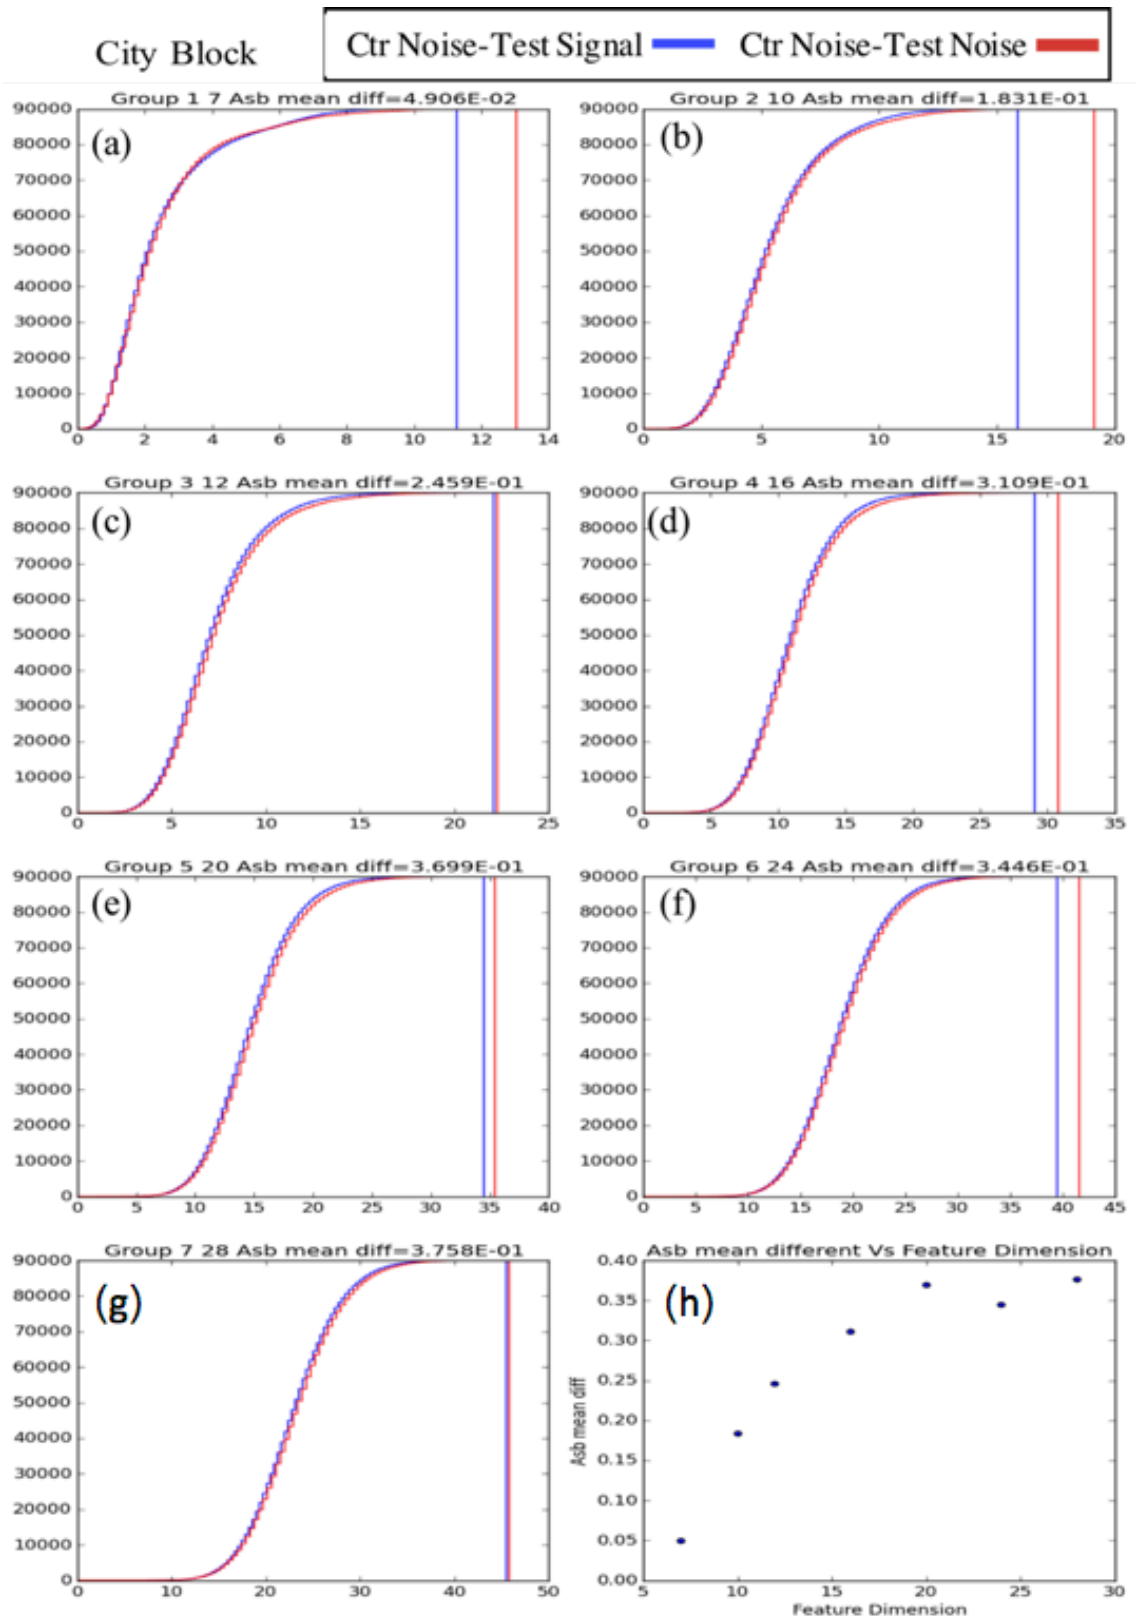 City Block
Ctr Noise-Test Signal Ctr Noise-Test Noise
Group 1 7 Asb mean diff=4.906E-02
(a)
90000
80000
70000
60000
50000
40000
30000
20000
10000
0
2 4 6 8 10 12 14
Group 2 10 Asb mean diff=1.831E-01
(b)
90000
80000
70000
60000
50000
40000
30000
20000
10000
0
0 5 10 15 20
Group 3 12 Asb mean diff=2.459E-01
(c)
90000
80000
70000
60000
50000
40000
30000
20000
10000
0
0 5 10 15 20 25
Group 4 16 Asb mean diff=3.109E-01
(d)
90000
80000
70000
60000
50000
40000
30000
20000
10000
0
0 5 10 15 20 25 30 35
Group 5 20 Asb mean diff=3.699E-01
(e)
90000
80000
70000
60000
50000
40000
30000
20000
10000
0
0 5 10 15 20 25 30 35 40
Group 6 24 Asb mean diff=3.446E-01
(f)
90000
80000
70000
60000
50000
40000
30000
20000
10000
0
0 5 10 15 20 25 30 35 40 45
Group 7 28 Asb mean diff=3.758E-01
(g)
90000
80000
70000
60000
50000
40000
30000
20000
10000
0
0 10 20 30 40 50
Asb mean different Vs Feature Dimension
(h)
0.40
0.35
0.30
0.25
0.20
0.15
0.10
0.05
0.00
Asb mean diff
5 10 15 20 25 30
Feature Dimension